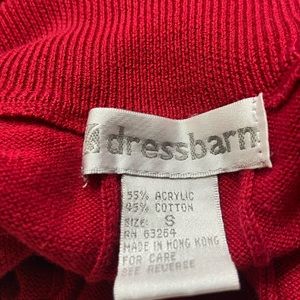 dressbarn
55% ACRYLIC
45% COTTON
SIZE: S
RN 63264
MADE IN HONG KONG
FOR CARE
SEE REVERSE